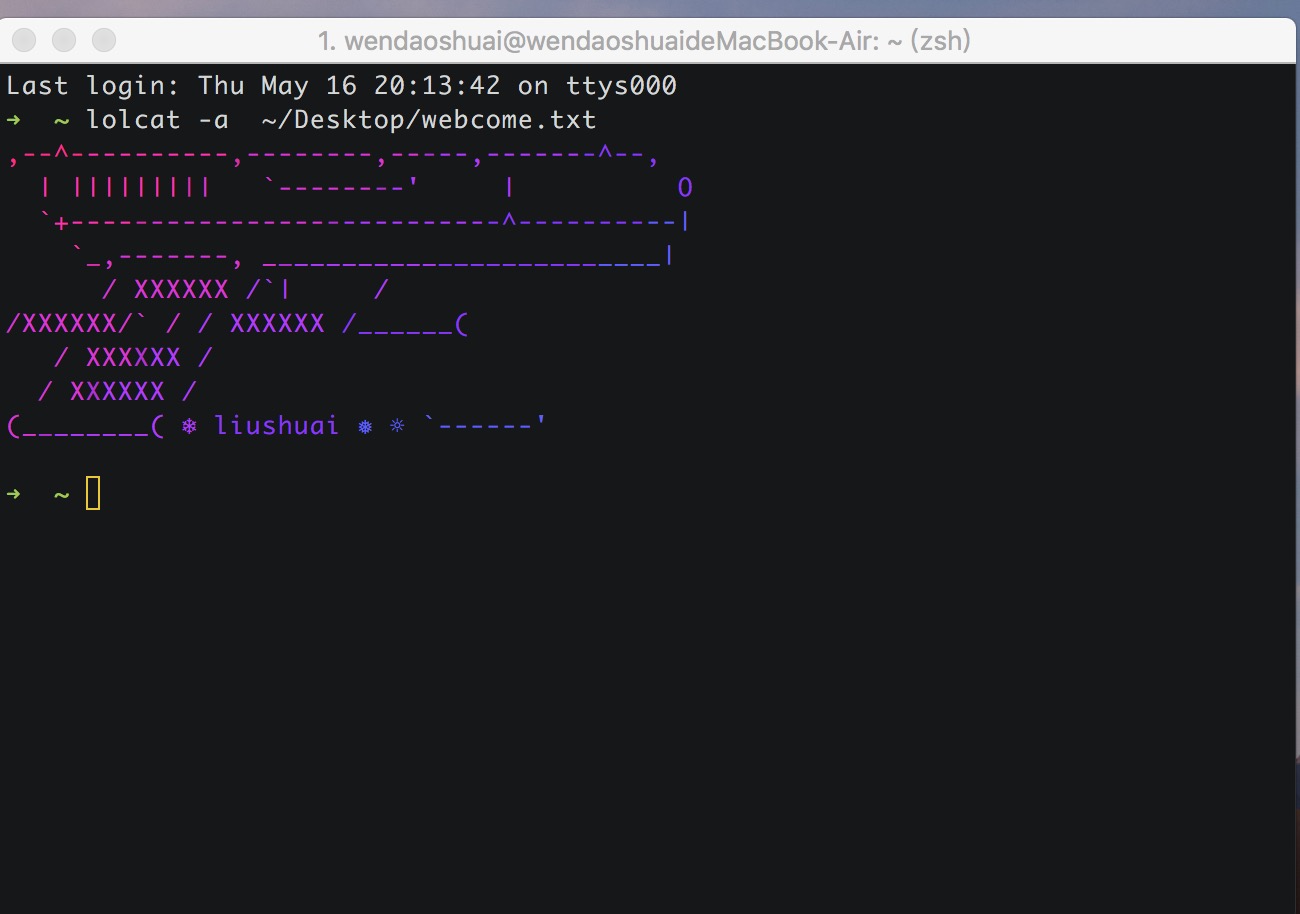 1. wendaoshuai@wendaoshuaideMacBook-Air: ~ (zsh)
Last login: Thu May 16 20:13:42 on ttys000
➜  ~ lolcat -a  ~/Desktop/webcome.txt
,--^----------,--------,-----,-------^--,
  | |||||||||   `--------'     |          O
  `+---------------------------^----------|
    `_,-------, _________________________|
      / XXXXXX /`|     /
/XXXXXX/` / / XXXXXX /______(
   / XXXXXX /
  / XXXXXX /
(________( ❄ liushuai ❅ ☼ `------'
➜  ~